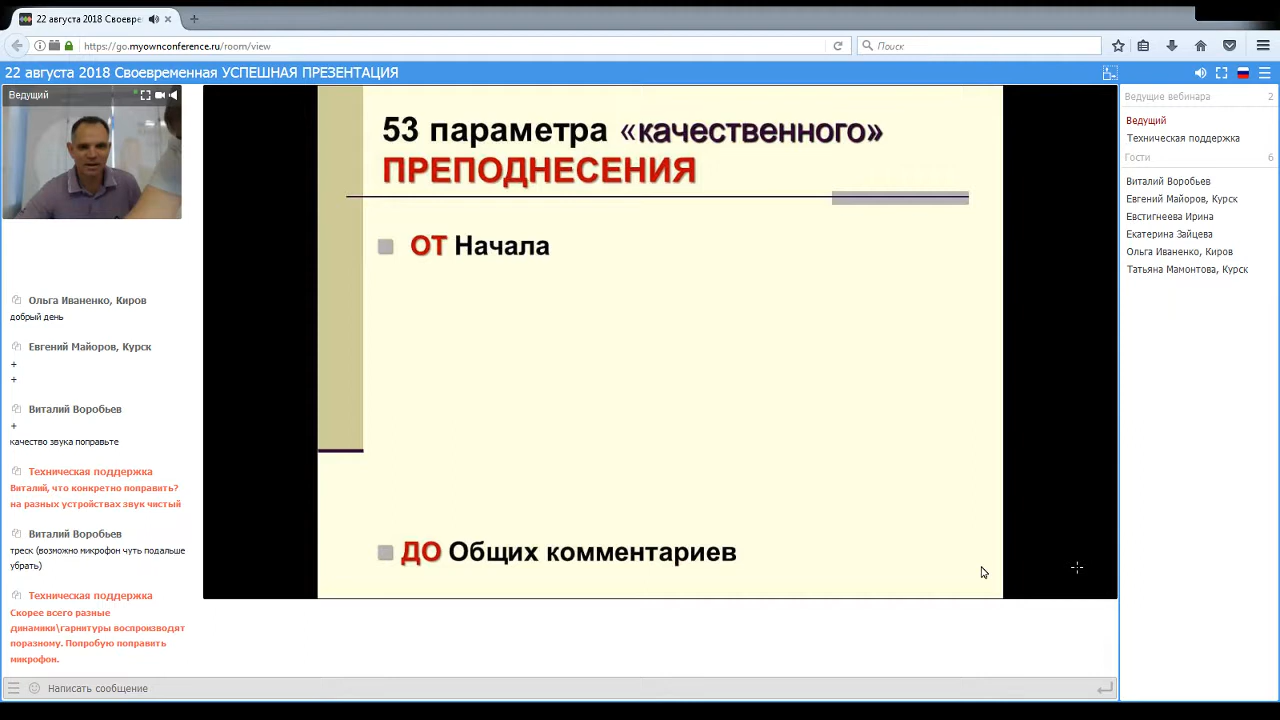 22 августа 2018 Своевре
https://go.myownconference.ru/room/view
Поиск
22 августа 2018 Своевременная УСПЕШНАЯ ПРЕЗЕНТАЦИЯ
Ведущий
Ольга Иваненко, Киров
добрый день
Евгений Майоров, Курск
+
+
Виталий Воробьев
+
качество звука поправьте
Техническая поддержка
Виталий, что конкретно поправить?
на разных устройствах звук чистый
Виталий Воробьев
треск (возможно микрофон чуть подальше
убрать)
Техническая поддержка
Скорее всего разные
динамики\гарнитуры воспроизводят
поразному. Попробую поправить
микрофон.
Написать сообщение
53 параметра «качественного»
ПРЕПОДНЕСЕНИЯ
ОТ Начала
ДО Общих комментариев
Ведущие вебинара 2
Ведущий
Техническая поддержка
Гости 6
Виталий Воробьев
Евгений Майоров, Курск
Евстигнеева Ирина
Екатерина Зайцева
Ольга Иваненко, Киров
Татьяна Мамонтова, Курск